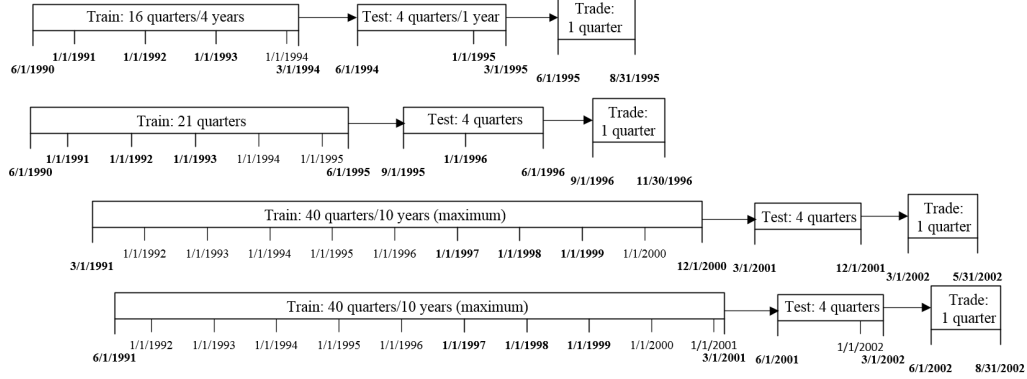 Train: 16 quarters/4 years
Test: 4 quarters/1 year
Trade:
1 quarter
1/1/1991 1/1/1992 1/1/1993 1/1/1994 1/1/1995
6/1/1990 3/1/1994 6/1/1994 3/1/1995 6/1/1995 8/31/1995
Train: 21 quarters
Test: 4 quarters
Trade:
1 quarter
1/1/1991 1/1/1992 1/1/1993 1/1/1994 1/1/1995 1/1/1996
6/1/1990 6/1/1995 9/1/1995 6/1/1996 9/1/1996 11/30/1996
Train: 40 quarters/10 years (maximum)
Test: 4 quarters
Trade:
1 quarter
1/1/1992 1/1/1993 1/1/1994 1/1/1995 1/1/1996 1/1/1997 1/1/1998 1/1/1999 1/1/2000
3/1/1991 12/1/2000 3/1/2001 12/1/2001 3/1/2002 5/31/2002
Train: 40 quarters/10 years (maximum)
Test: 4 quarters
Trade:
1 quarter
1/1/1992 1/1/1993 1/1/1994 1/1/1995 1/1/1996 1/1/1997 1/1/1998 1/1/1999 1/1/2000 1/1/2001 1/1/2002
6/1/1991 3/1/2001 6/1/2001 3/1/2002 6/1/2002 8/31/2002